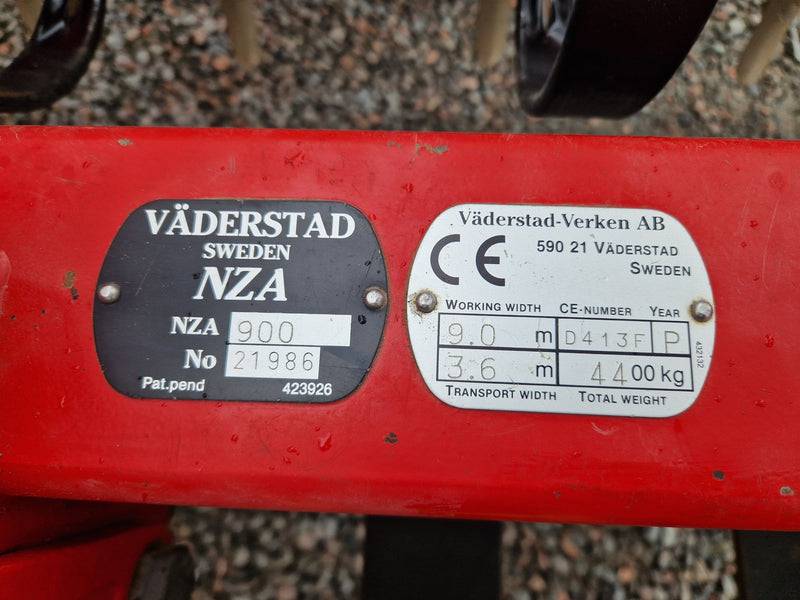 VÄDERSTAD
SWEDEN
NZA
NZA 900
No 21986
Pat.pend 423926
Väderstad-Verken AB
CE 590 21 VÄDERSTAD
SWEDEN
WORKING WIDTH CE-NUMBER YEAR
9.0 m D413F P
3.6 m 4400 kg
TRANSPORT WIDTH TOTAL WEIGHT
432132